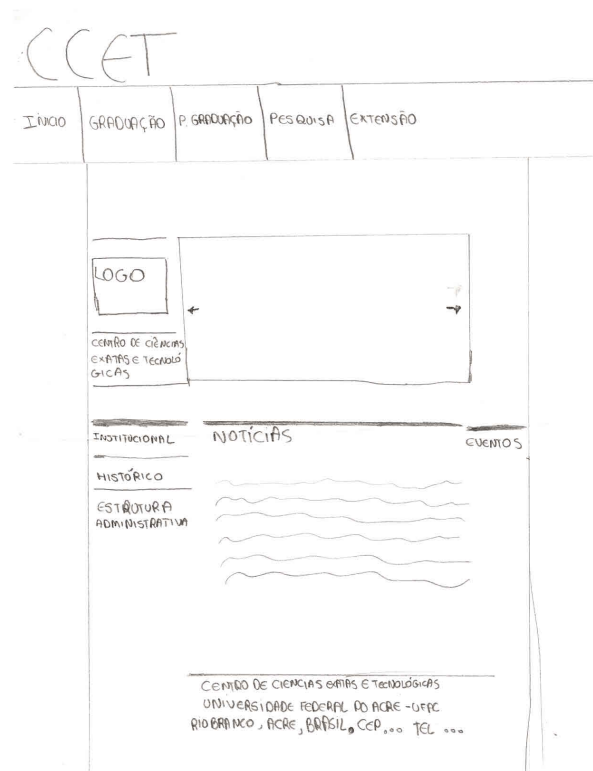 CCET
INÍCIO GRADUAÇÃO P. GRADUAÇÃO PESQUISA EXTENSÃO
LOGO
CENTRO DE CIÊNCIAS
EXATAS E TECNOLÓ
GICAS
INSTITUCIONAL
HISTÓRICO
ESTRUTURA
ADMINISTRATIVA
NOTÍCIAS
EVENTOS
CENTRO DE CIENCIAS EXATAS E TECNOLÓGICAS
UNIVERSIDADE FEDERAL DO ACRE - UFAC
RIO BRANCO, ACRE, BRASIL, CEP... TEL ...